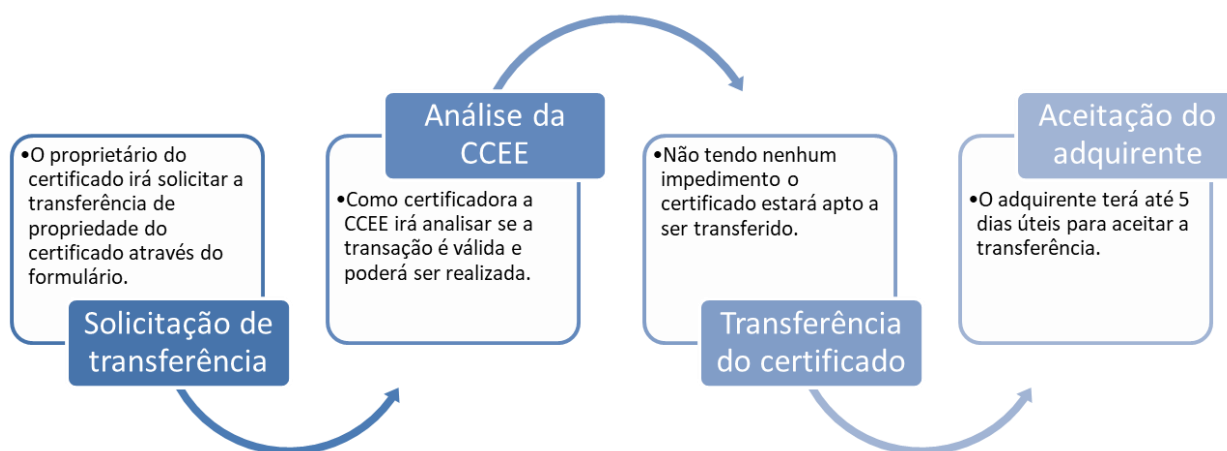 •O proprietário do
certificado irá solicitar a
transferência de
propriedade do
certificado através do
formulário.
Solicitação de
transferência
Análise da
CCEE
•Como certificadora a
CCEE irá analisar se a
transação é válida e
poderá ser realizada.
•Não tendo nenhum
impedimento o
certificado estará apto a
ser transferido.
Transferência
do certificado
Aceitação do
adquirente
•O adquirente terá até 5
dias úteis para aceitar a
transferência.